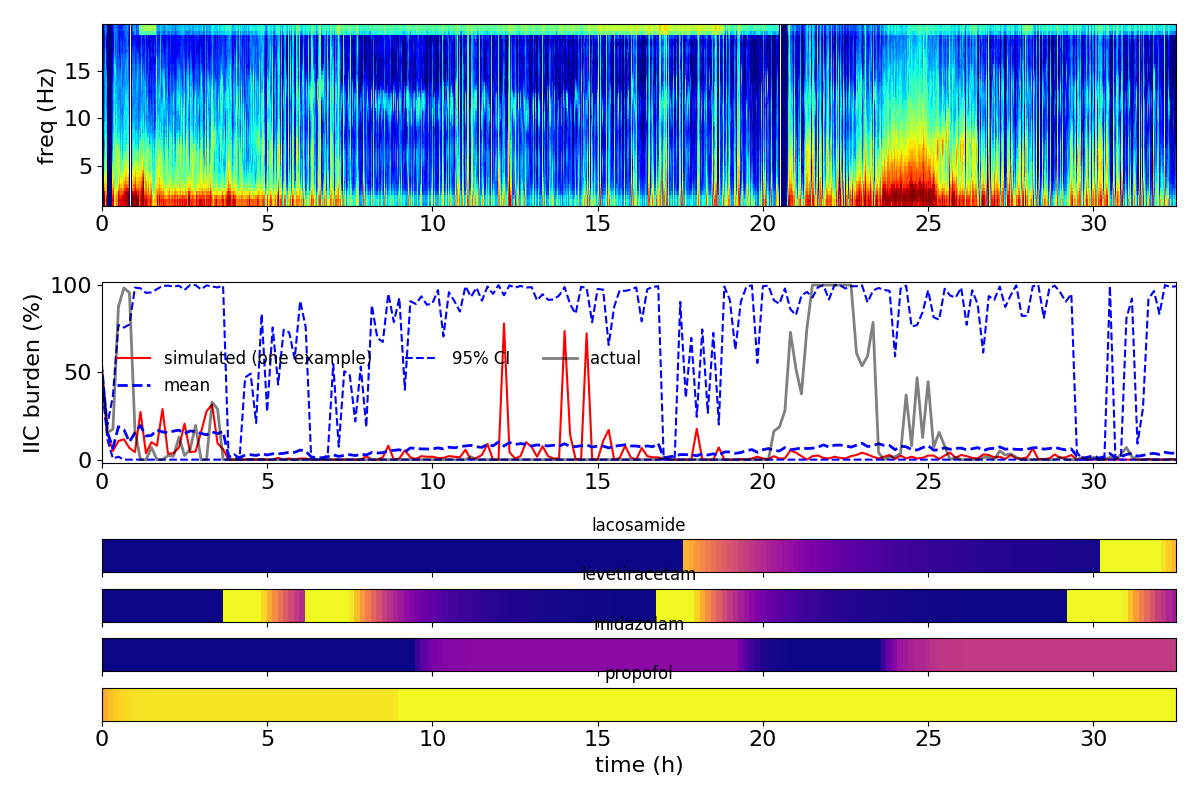 freq (Hz)
15
10
5
0 5 10 15 20 25 30
IIC burden (%)
100
50
0
simulated (one example) 95% CI actual
mean
0 5 10 15 20 25 30
lacosamide
levetiracetam
midazolam
propofol
0 5 10 15 20 25 30
time (h)